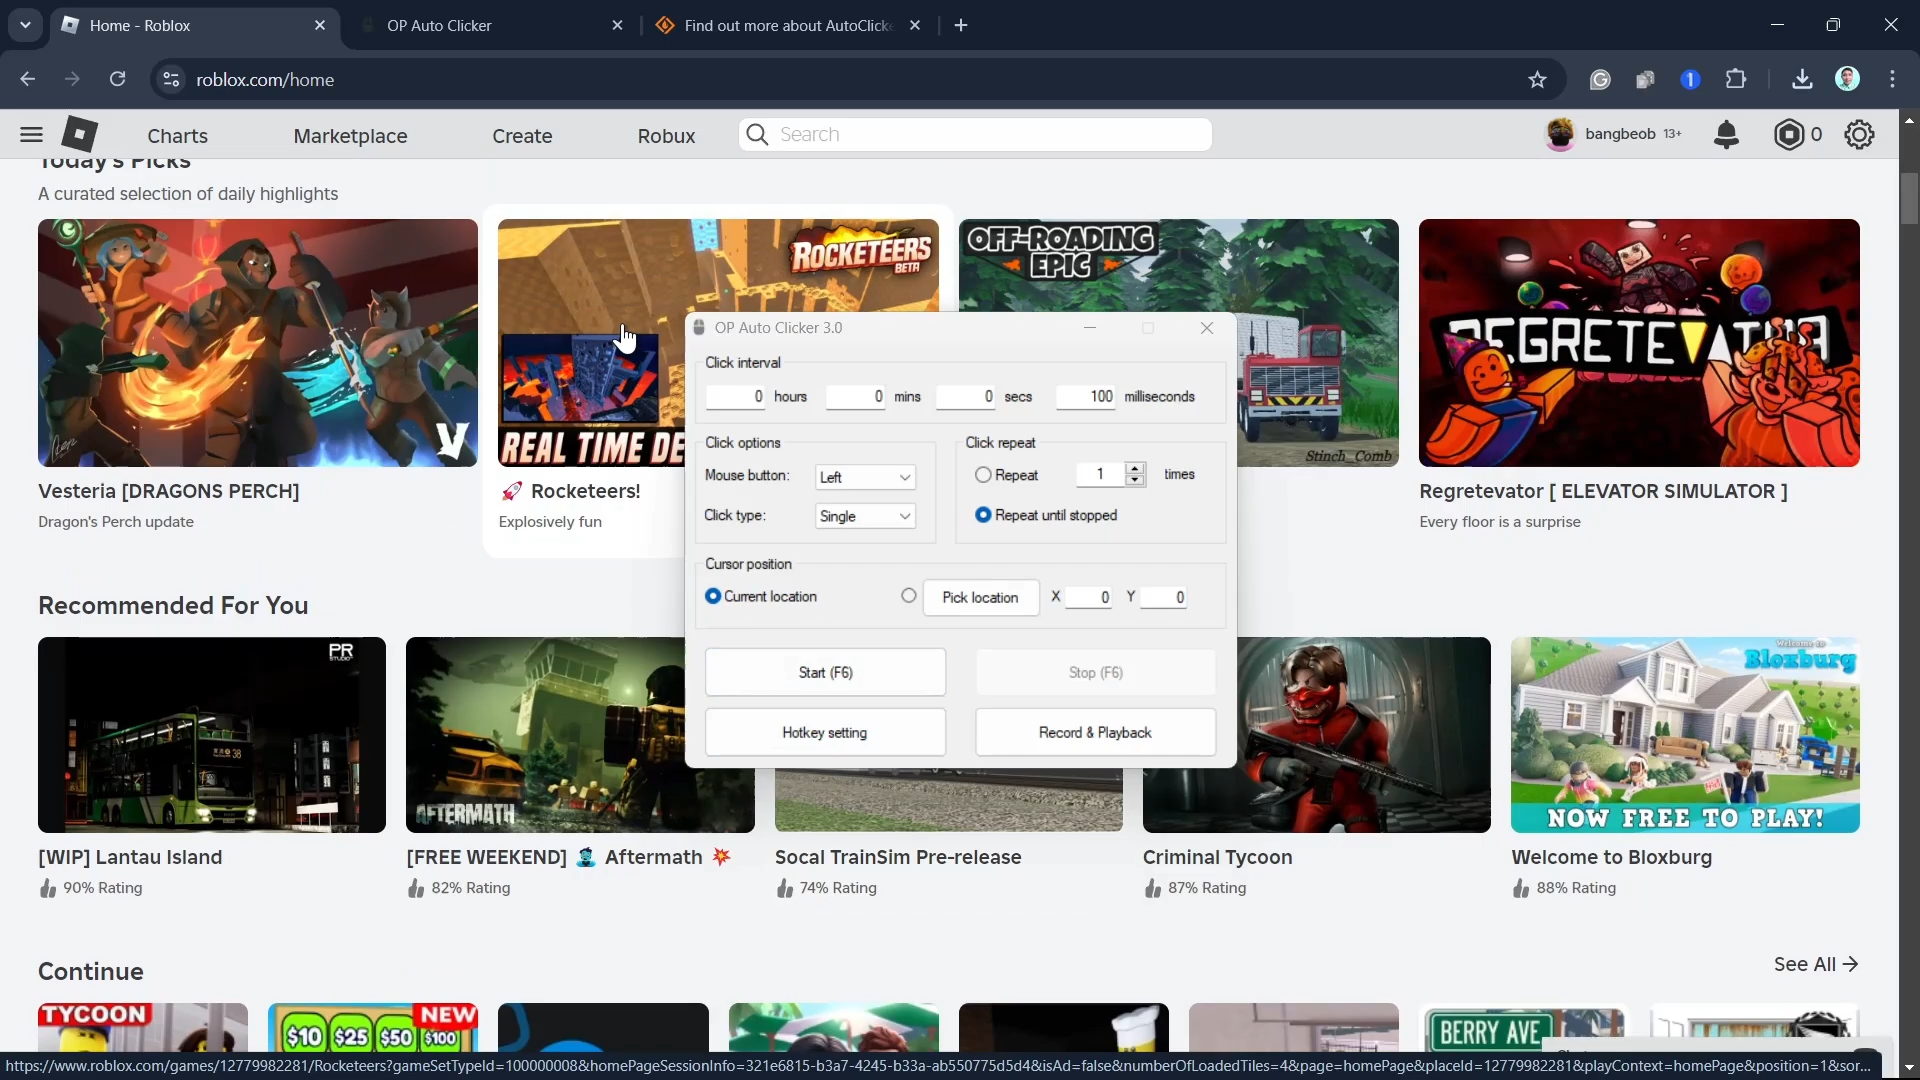 Home - Roblox
OP Auto Clicker
Find out more about AutoClicke
roblox.com/home
Charts
Marketplace
Create
Robux
Search
bangbeob 13+
0
Today's Picks
A curated selection of daily highlights
ROCKETEERS
BETA
REAL TIME DE
OFF-ROADING
EPIC
Stinch_Comb
REGRETEVATOR
V
Vesteria [DRAGONS PERCH]
Dragon's Perch update
🚀 Rocketeers!
Explosively fun
Regretevator [ ELEVATOR SIMULATOR ]
Every floor is a surprise
OP Auto Clicker 3.0
Click interval
0 hours 0 mins 0 secs 100 milliseconds
Click options
Mouse button: Left
Click type: Single
Click repeat
Repeat 1 times
Repeat until stopped
Cursor position
Current location
Pick location
X 0 Y 0
Start (F6)
Stop (F6)
Hotkey setting
Record & Playback
Recommended For You
PR
STUDIO
38
AFTERMATH
Welcome to
Bloxburg
NOW FREE TO PLAY!
[WIP] Lantau Island
90% Rating
[FREE WEEKEND] 🧟 Aftermath 💥
82% Rating
Socal TrainSim Pre-release
74% Rating
Criminal Tycoon
87% Rating
Welcome to Bloxburg
88% Rating
Continue
See All →
TYCOON
NEW
$10 $25 $50 $100
BERRY AVE
https://www.roblox.com/games/12779982281/Rocketeers?gameSetTypeId=100000008&homePageSessionInfo=321e6815-b3a7-4245-b33a-ab550775d5d4&isAd=false&numberOfLoadedTiles=4&page=homePage&placeId=12779982281&playContext=homePage&position=1&sor...